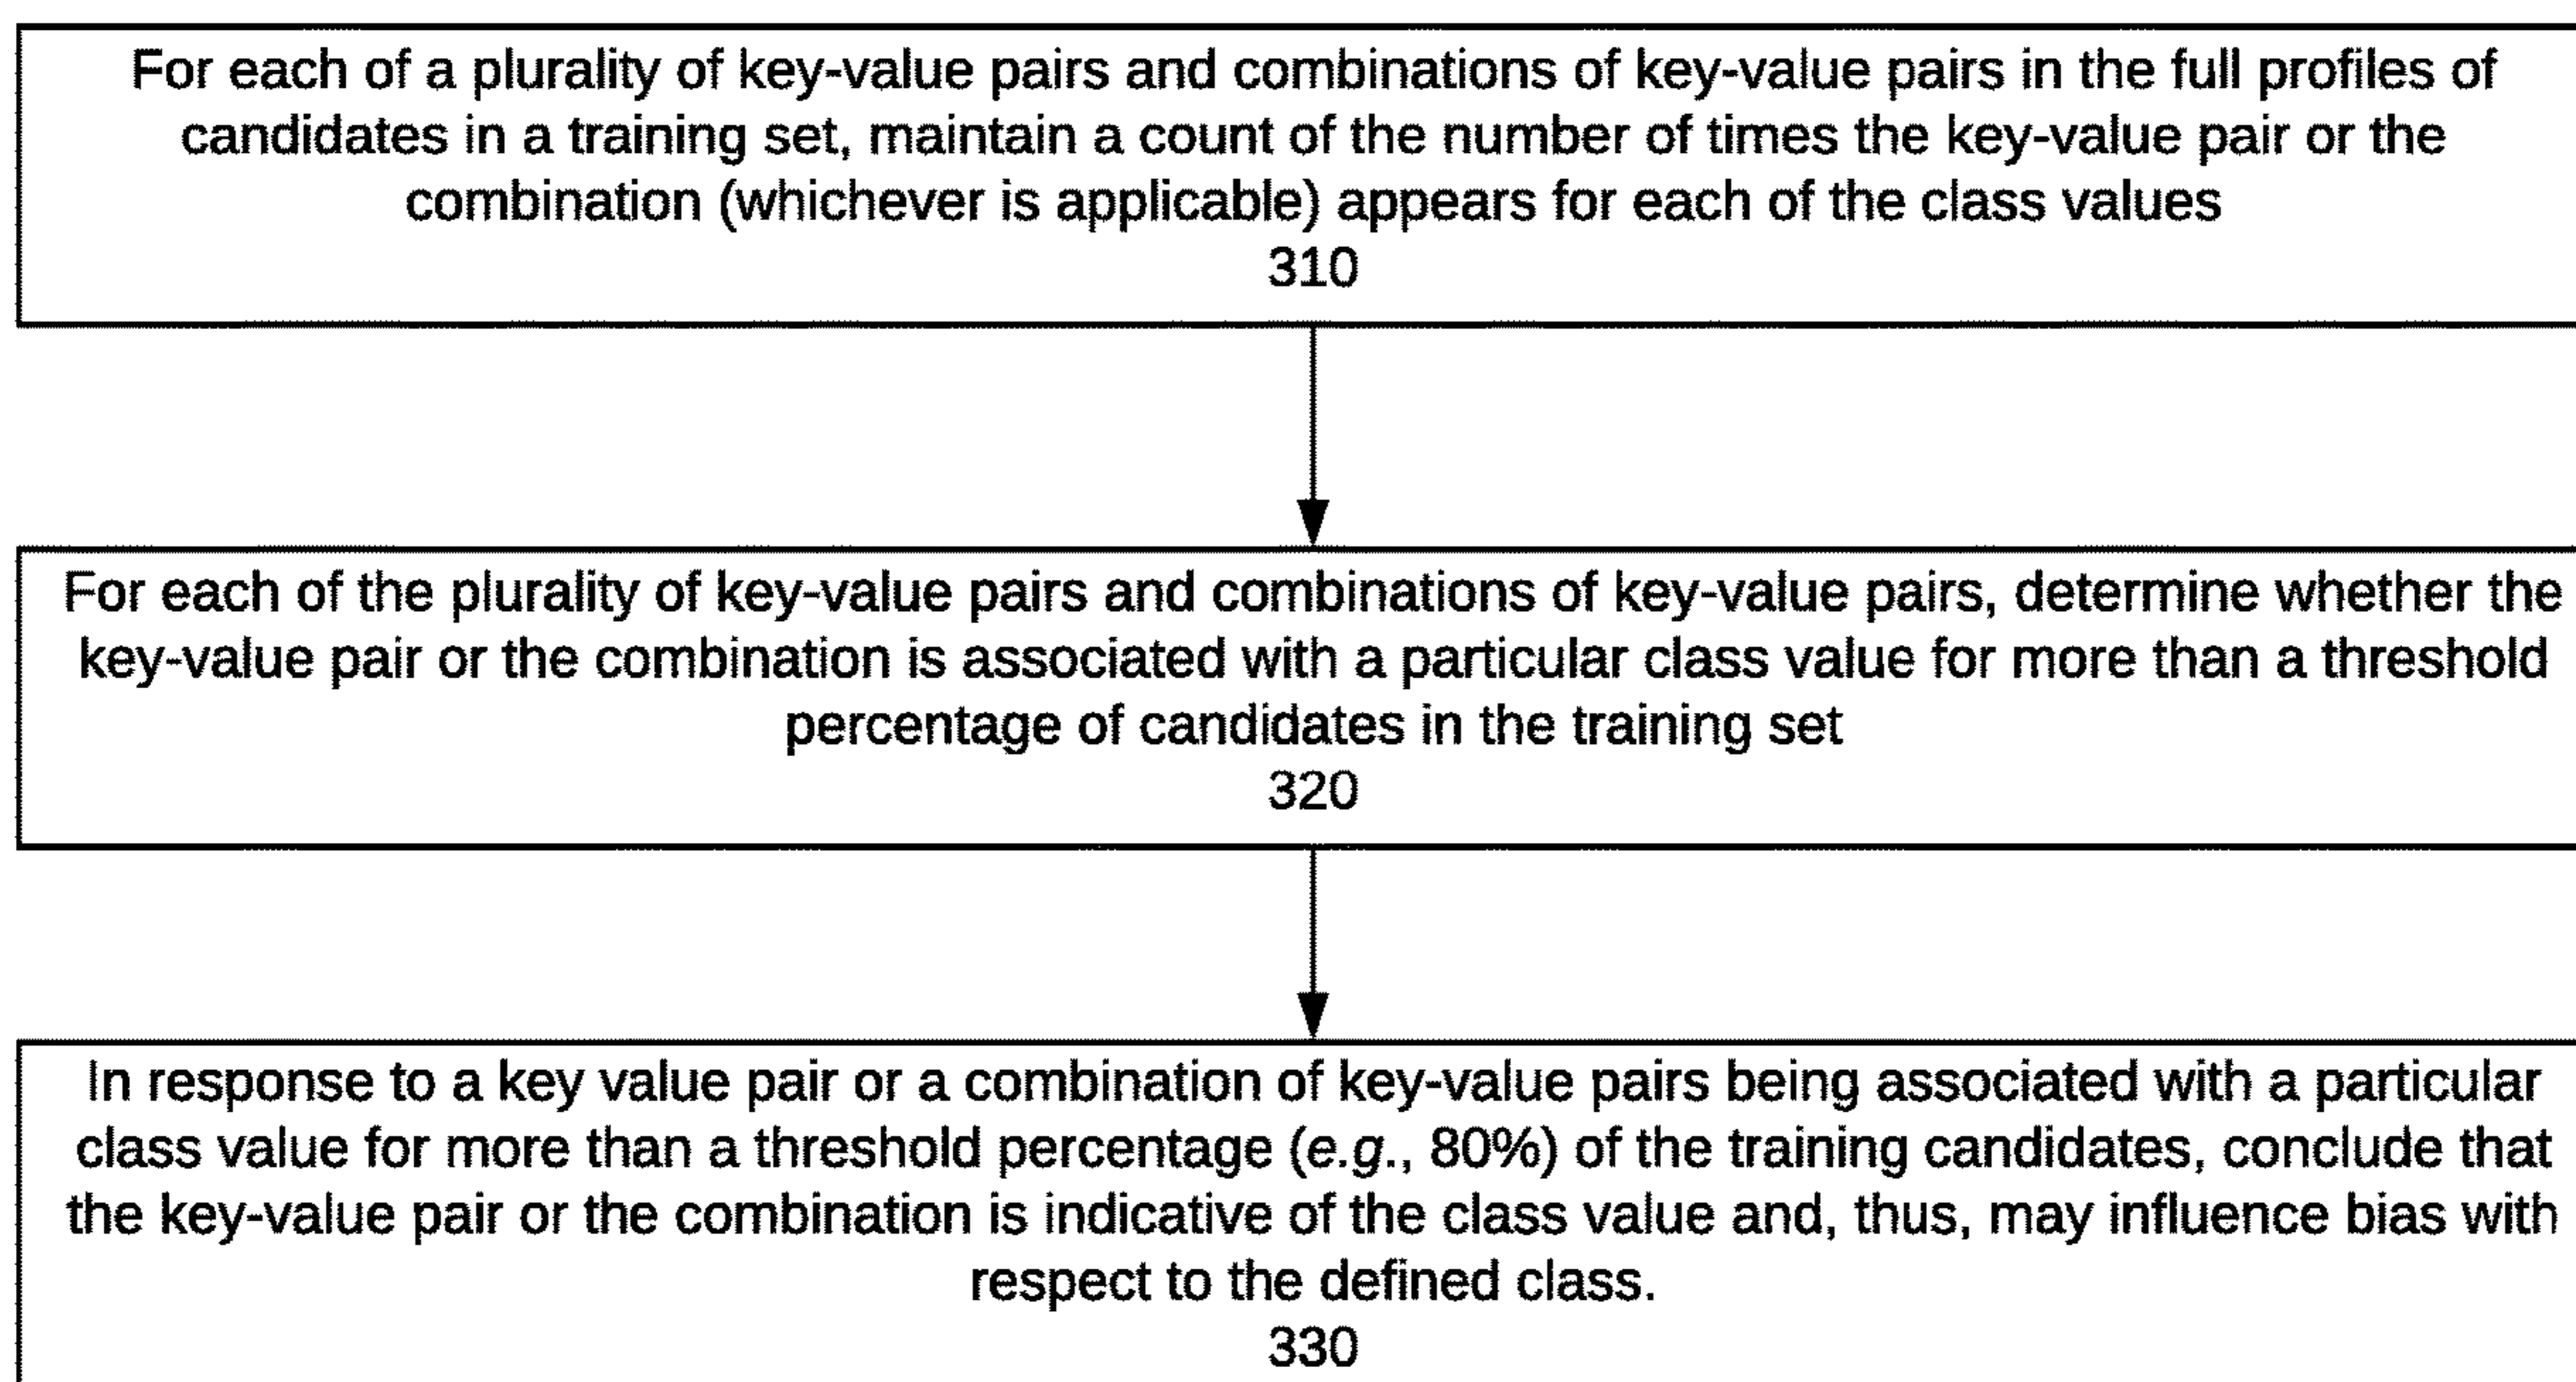 For each of a plurality of key-value pairs and combinations of key-value pairs in the full profiles of
candidates in a training set, maintain a count of the number of times the key-value pair or the
combination (whichever is applicable) appears for each of the class values
310
For each of the plurality of key-value pairs and combinations of key-value pairs, determine whether the
key-value pair or the combination is associated with a particular class value for more than a threshold
percentage of candidates in the training set
320
In response to a key value pair or a combination of key-value pairs being associated with a particular
class value for more than a threshold percentage (e.g., 80%) of the training candidates, conclude that
the key-value pair or the combination is indicative of the class value and, thus, may influence bias with
respect to the defined class.
330